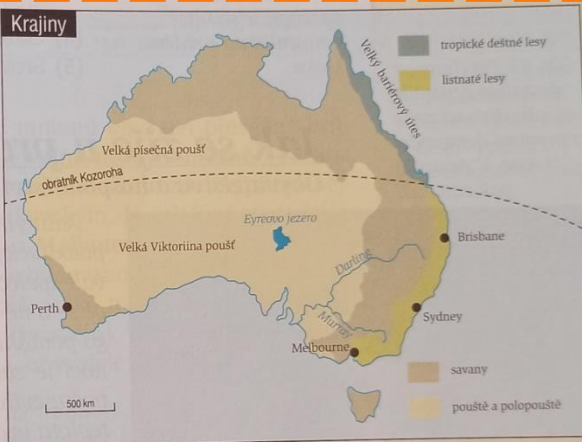 Krajiny
tropické deštné lesy
listnaté lesy
Velký bariérový útes
Velká písečná poušť
obratník Kozoroha
Eyreovo jezero
Velká Viktoriina poušť
Brisbane
Darling
Perth
Murray
Sydney
Melbourne
savany
500 km
pouště a polopouště